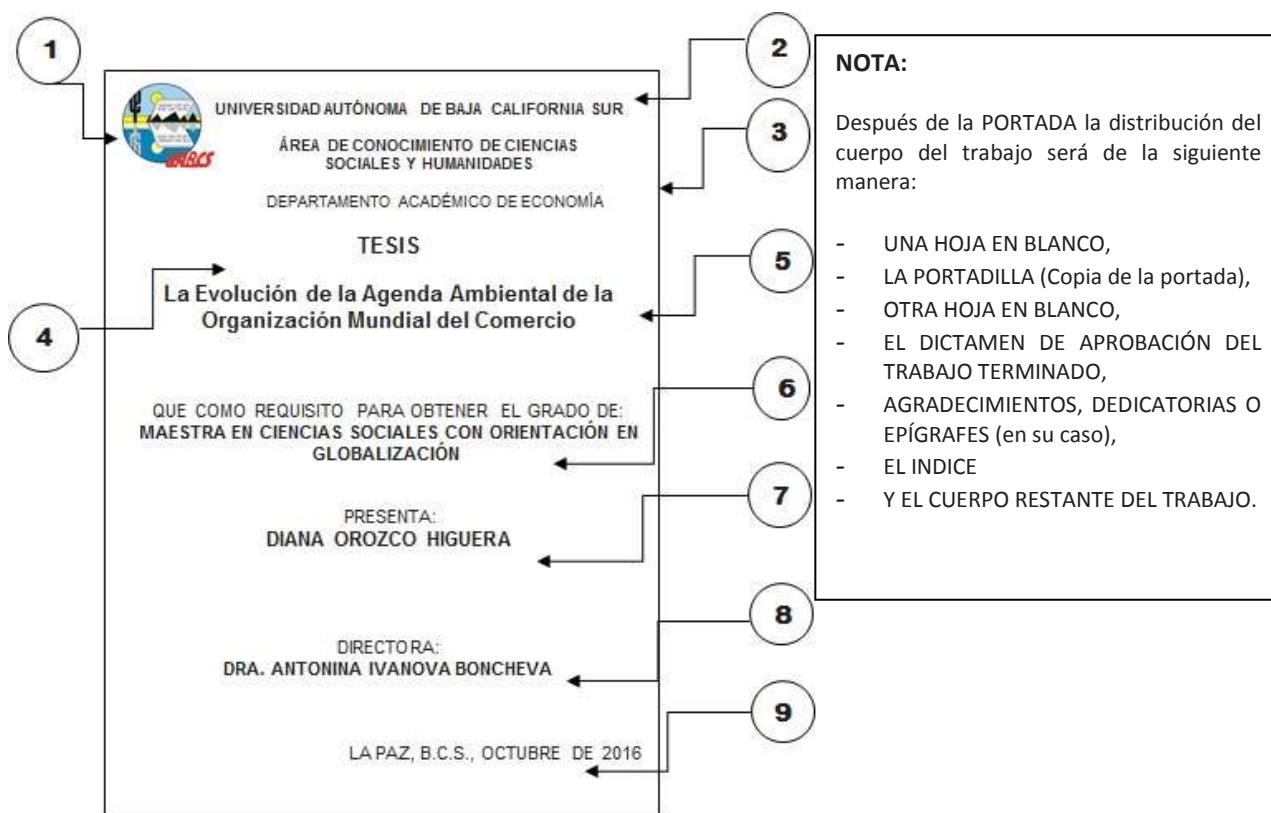 1
UABCS
UNIVERSIDAD AUTÓNOMA DE BAJA CALIFORNIA SUR
ÁREA DE CONOCIMIENTO DE CIENCIAS
SOCIALES Y HUMANIDADES
DEPARTAMENTO ACADÉMICO DE ECONOMÍA
TESIS
La Evolución de la Agenda Ambiental de la
Organización Mundial del Comercio
QUE COMO REQUISITO PARA OBTENER EL GRADO DE:
MAESTRA EN CIENCIAS SOCIALES CON ORIENTACIÓN EN
GLOBALIZACIÓN
PRESENTA:
DIANA OROZCO HIGUERA
DIRECTORA:
DRA. ANTONINA IVANOVA BONCHEVA
LA PAZ, B.C.S., OCTUBRE DE 2016
4
2
3
5
6
7
8
9
NOTA:
Después de la PORTADA la distribución del
cuerpo del trabajo será de la siguiente
manera:
- UNA HOJA EN BLANCO,
- LA PORTADILLA (Copia de la portada),
- OTRA HOJA EN BLANCO,
- EL DICTAMEN DE APROBACIÓN DEL
TRABAJO TERMINADO,
- AGRADECIMIENTOS, DEDICATORIAS O
EPÍGRAFES (en su caso),
- EL INDICE
- Y EL CUERPO RESTANTE DEL TRABAJO.